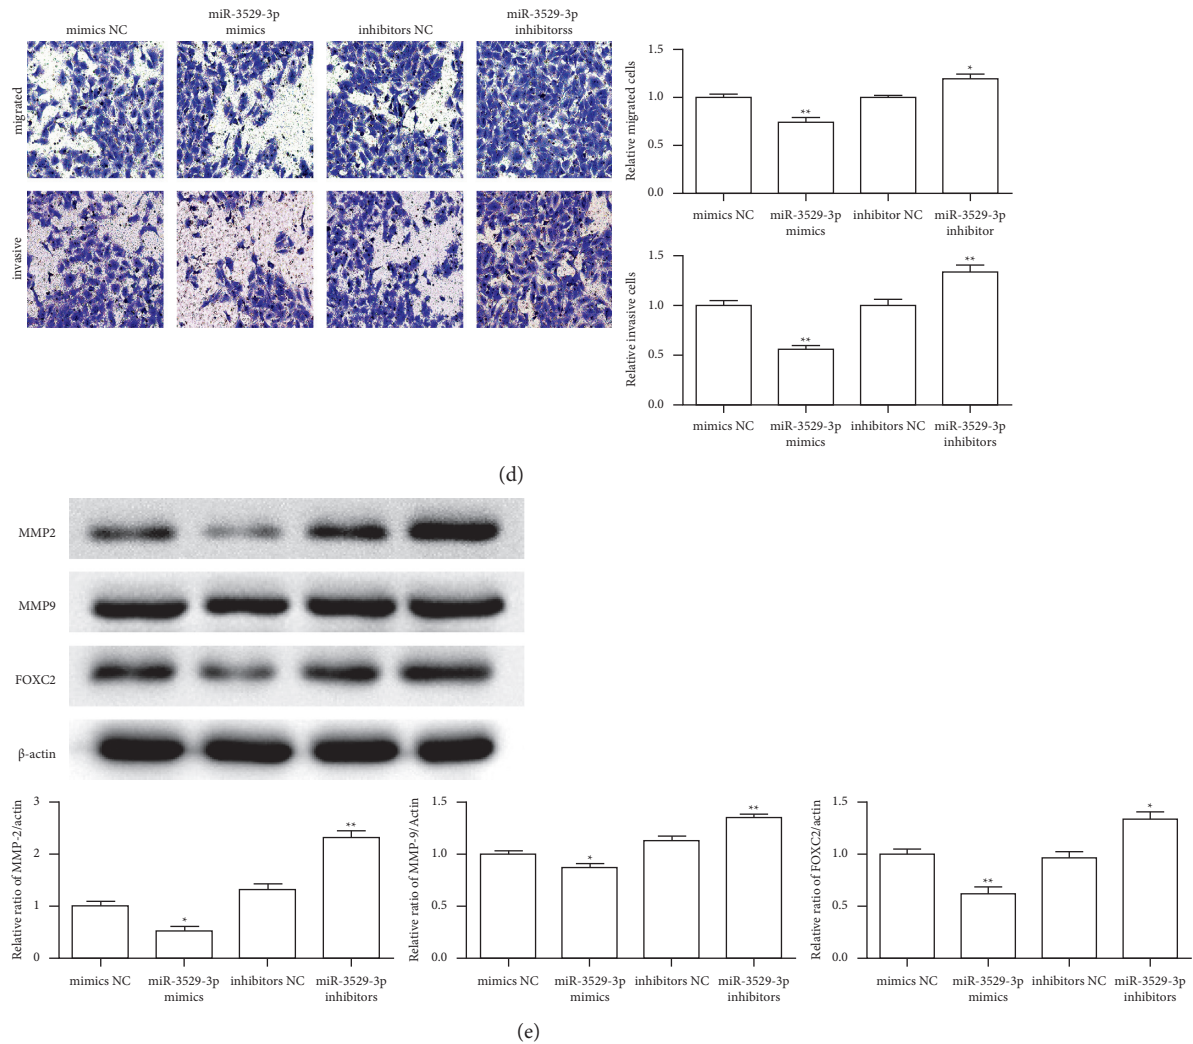 mimics NC
miR-3529-3p
mimics
inhibitors NC
miR-3529-3p
inhibitorss
migrated
invasive
Relative migrated cells
1.5
1.0
0.5
0.0
*
**
mimics NC
miR-3529-3p
mimics
inhibitor NC
miR-3529-3p
inhibitor
Relative invasive cells
1.5
1.0
0.5
0.0
**
**
mimics NC
miR-3529-3p
mimics
inhibitors NC
miR-3529-3p
inhibitors
(d)
MMP2
MMP9
FOXC2
β-actin
Relative ratio of MMP-2/actin
3
2
1
0
**
*
mimics NC
miR-3529-3p
mimics
inhibitors NC
miR-3529-3p
inhibitors
Relative ratio of MMP-9/Actin
1.5
1.0
0.5
0.0
**
*
mimics NC
miR-3529-3p
mimics
inhibitors NC
miR-3529-3p
inhibitors
Relative ratio of FOXC2/actin
1.5
1.0
0.5
0.0
*
**
mimics NC
miR-3529-3p
mimics
inhibitors NC
miR-3529-3p
inhibitors
(e)